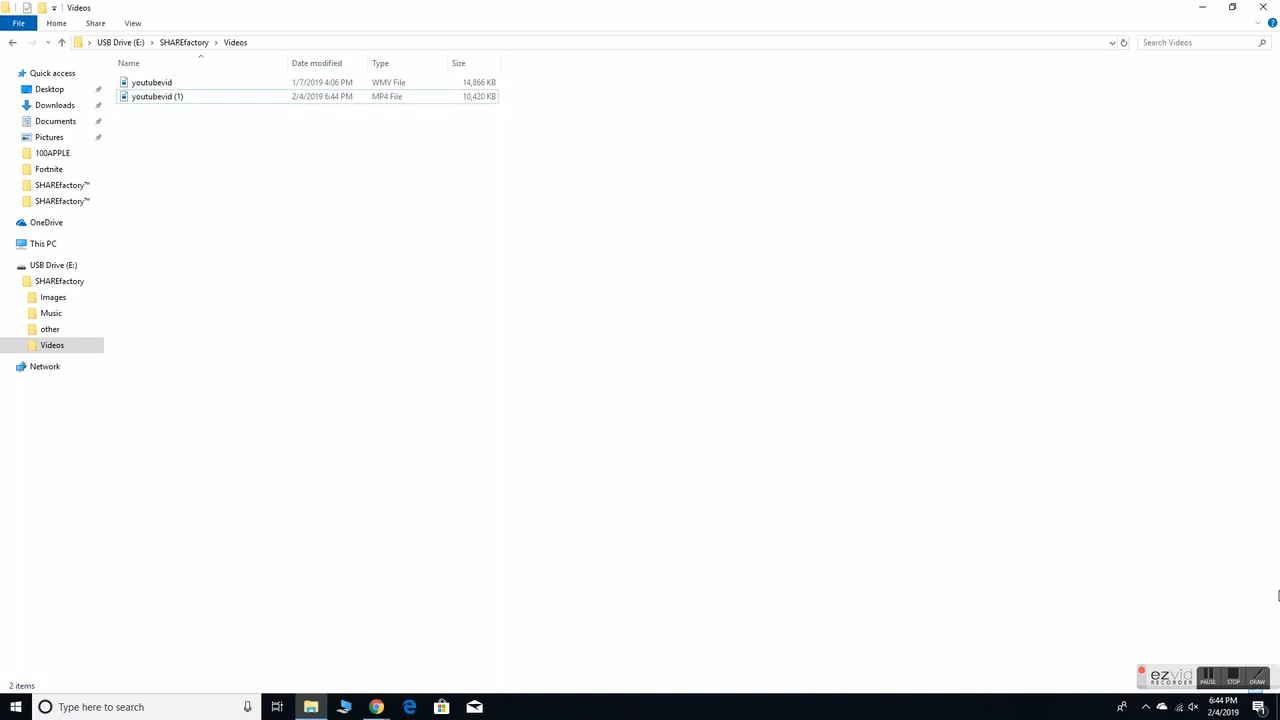 Videos
File Home Share View
USB Drive (E:) > SHAREfactory > Videos Search Videos
Name Date modified Type Size
youtubevid 1/7/2019 4:06 PM WMV File 14,866 KB
youtubevid (1) 2/4/2019 6:44 PM MP4 File 10,420 KB
Quick access
Desktop
Downloads
Documents
Pictures
100APPLE
Fortnite
SHAREfactory™
SHAREfactory™
OneDrive
This PC
USB Drive (E:)
SHAREfactory
Images
Music
other
Videos
Network
2 items
ezvid
RECORDER
PAUSE STOP DRAW
Type here to search
6:44 PM
2/4/2019
1